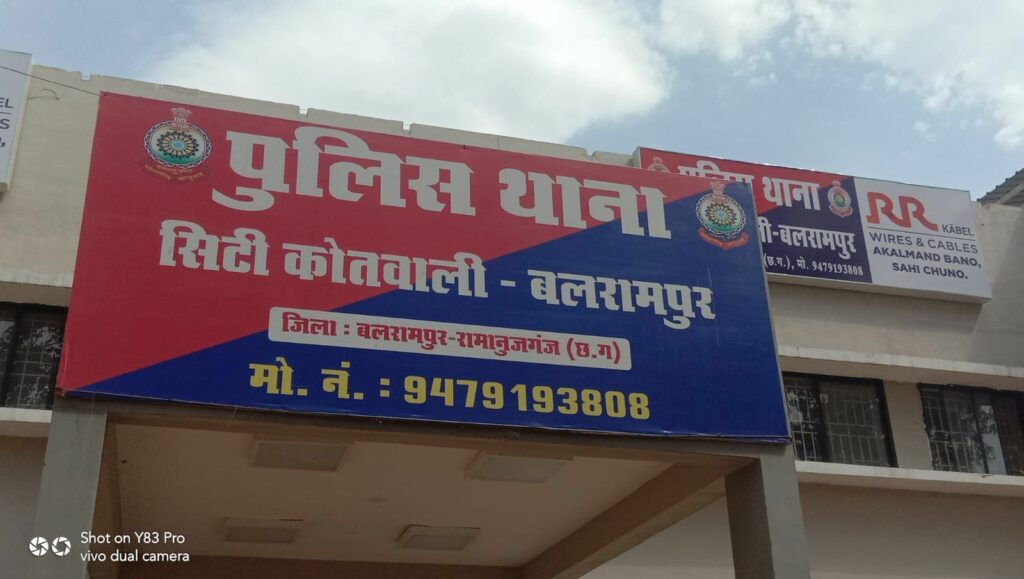 पुलिस थाना
सिटी कोतवाली - बलरामपुर
जिला : बलरामपुर-रामानुजगंज (छ.ग)
मो. नं. : 9479193808
पुलिस थाना
ली-बलरामपुर
(छ.ग.), मो. 9479193808
RR
KABEL
WIRES & CABLES
AKALMAND BANO,
SAHI CHUNO.
Shot on Y83 Pro
vivo dual camera